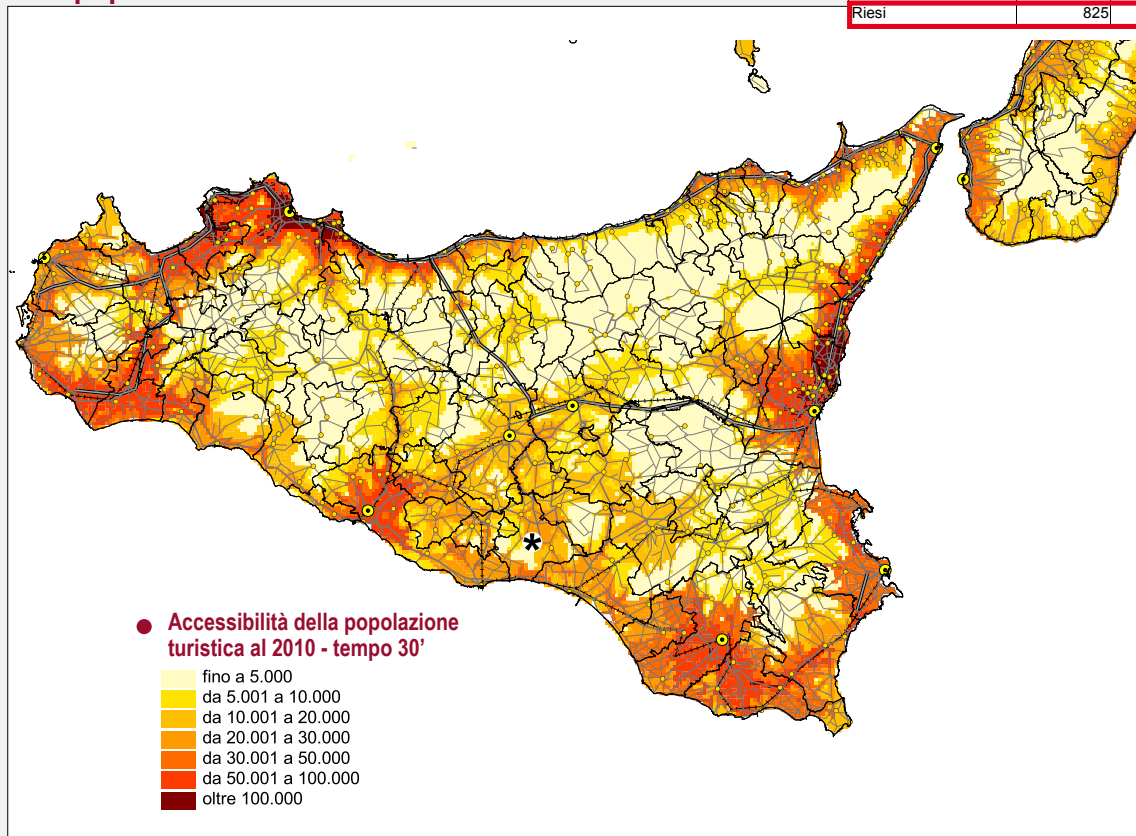 Riesi 825
*
● Accessibilità della popolazione
turistica al 2010 - tempo 30’
fino a 5.000
da 5.001 a 10.000
da 10.001 a 20.000
da 20.001 a 30.000
da 30.001 a 50.000
da 50.001 a 100.000
oltre 100.000